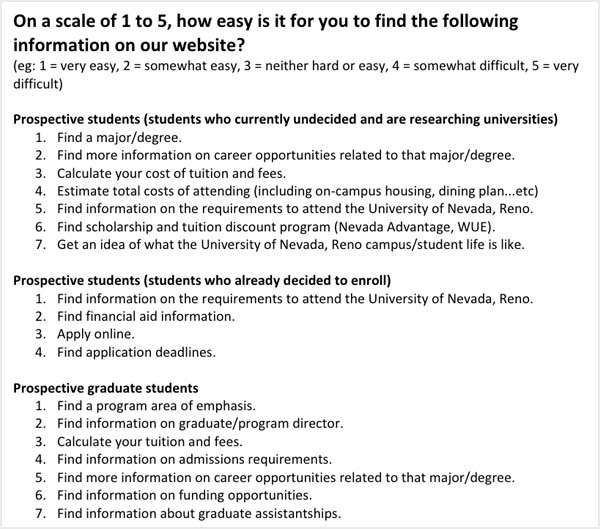 On a scale of 1 to 5, how easy is it for you to find the following
information on our website?
(eg: 1 = very easy, 2 = somewhat easy, 3 = neither hard or easy, 4 = somewhat difficult, 5 = very
difficult)
Prospective students (students who currently undecided and are researching universities)
1. Find a major/degree.
2. Find more information on career opportunities related to that major/degree.
3. Calculate your cost of tuition and fees.
4. Estimate total costs of attending (including on-campus housing, dining plan...etc)
5. Find information on the requirements to attend the University of Nevada, Reno.
6. Find scholarship and tuition discount program (Nevada Advantage, WUE).
7. Get an idea of what the University of Nevada, Reno campus/student life is like.
Prospective students (students who already decided to enroll)
1. Find information on the requirements to attend the University of Nevada, Reno.
2. Find financial aid information.
3. Apply online.
4. Find application deadlines.
Prospective graduate students
1. Find a program area of emphasis.
2. Find information on graduate/program director.
3. Calculate your tuition and fees.
4. Find information on admissions requirements.
5. Find more information on career opportunities related to that major/degree.
6. Find information on funding opportunities.
7. Find information about graduate assistantships.